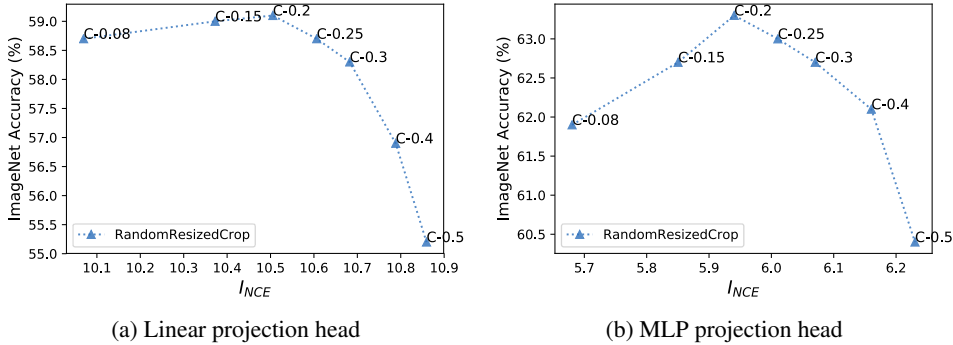 59.0
58.5
58.0
57.5
57.0
56.5
56.0
55.5
55.0
ImageNet Accuracy (%)
C-0.08
C-0.15
C-0.2
C-0.25
C-0.3
C-0.4
C-0.5
RandomResizedCrop
10.1 10.2 10.3 10.4 10.5 10.6 10.7 10.8 10.9
I_NCE
(a) Linear projection head
63.0
62.5
62.0
61.5
61.0
60.5
ImageNet Accuracy (%)
C-0.08
C-0.15
C-0.2
C-0.25
C-0.3
C-0.4
C-0.5
RandomResizedCrop
5.7 5.8 5.9 6.0 6.1 6.2
I_NCE
(b) MLP projection head